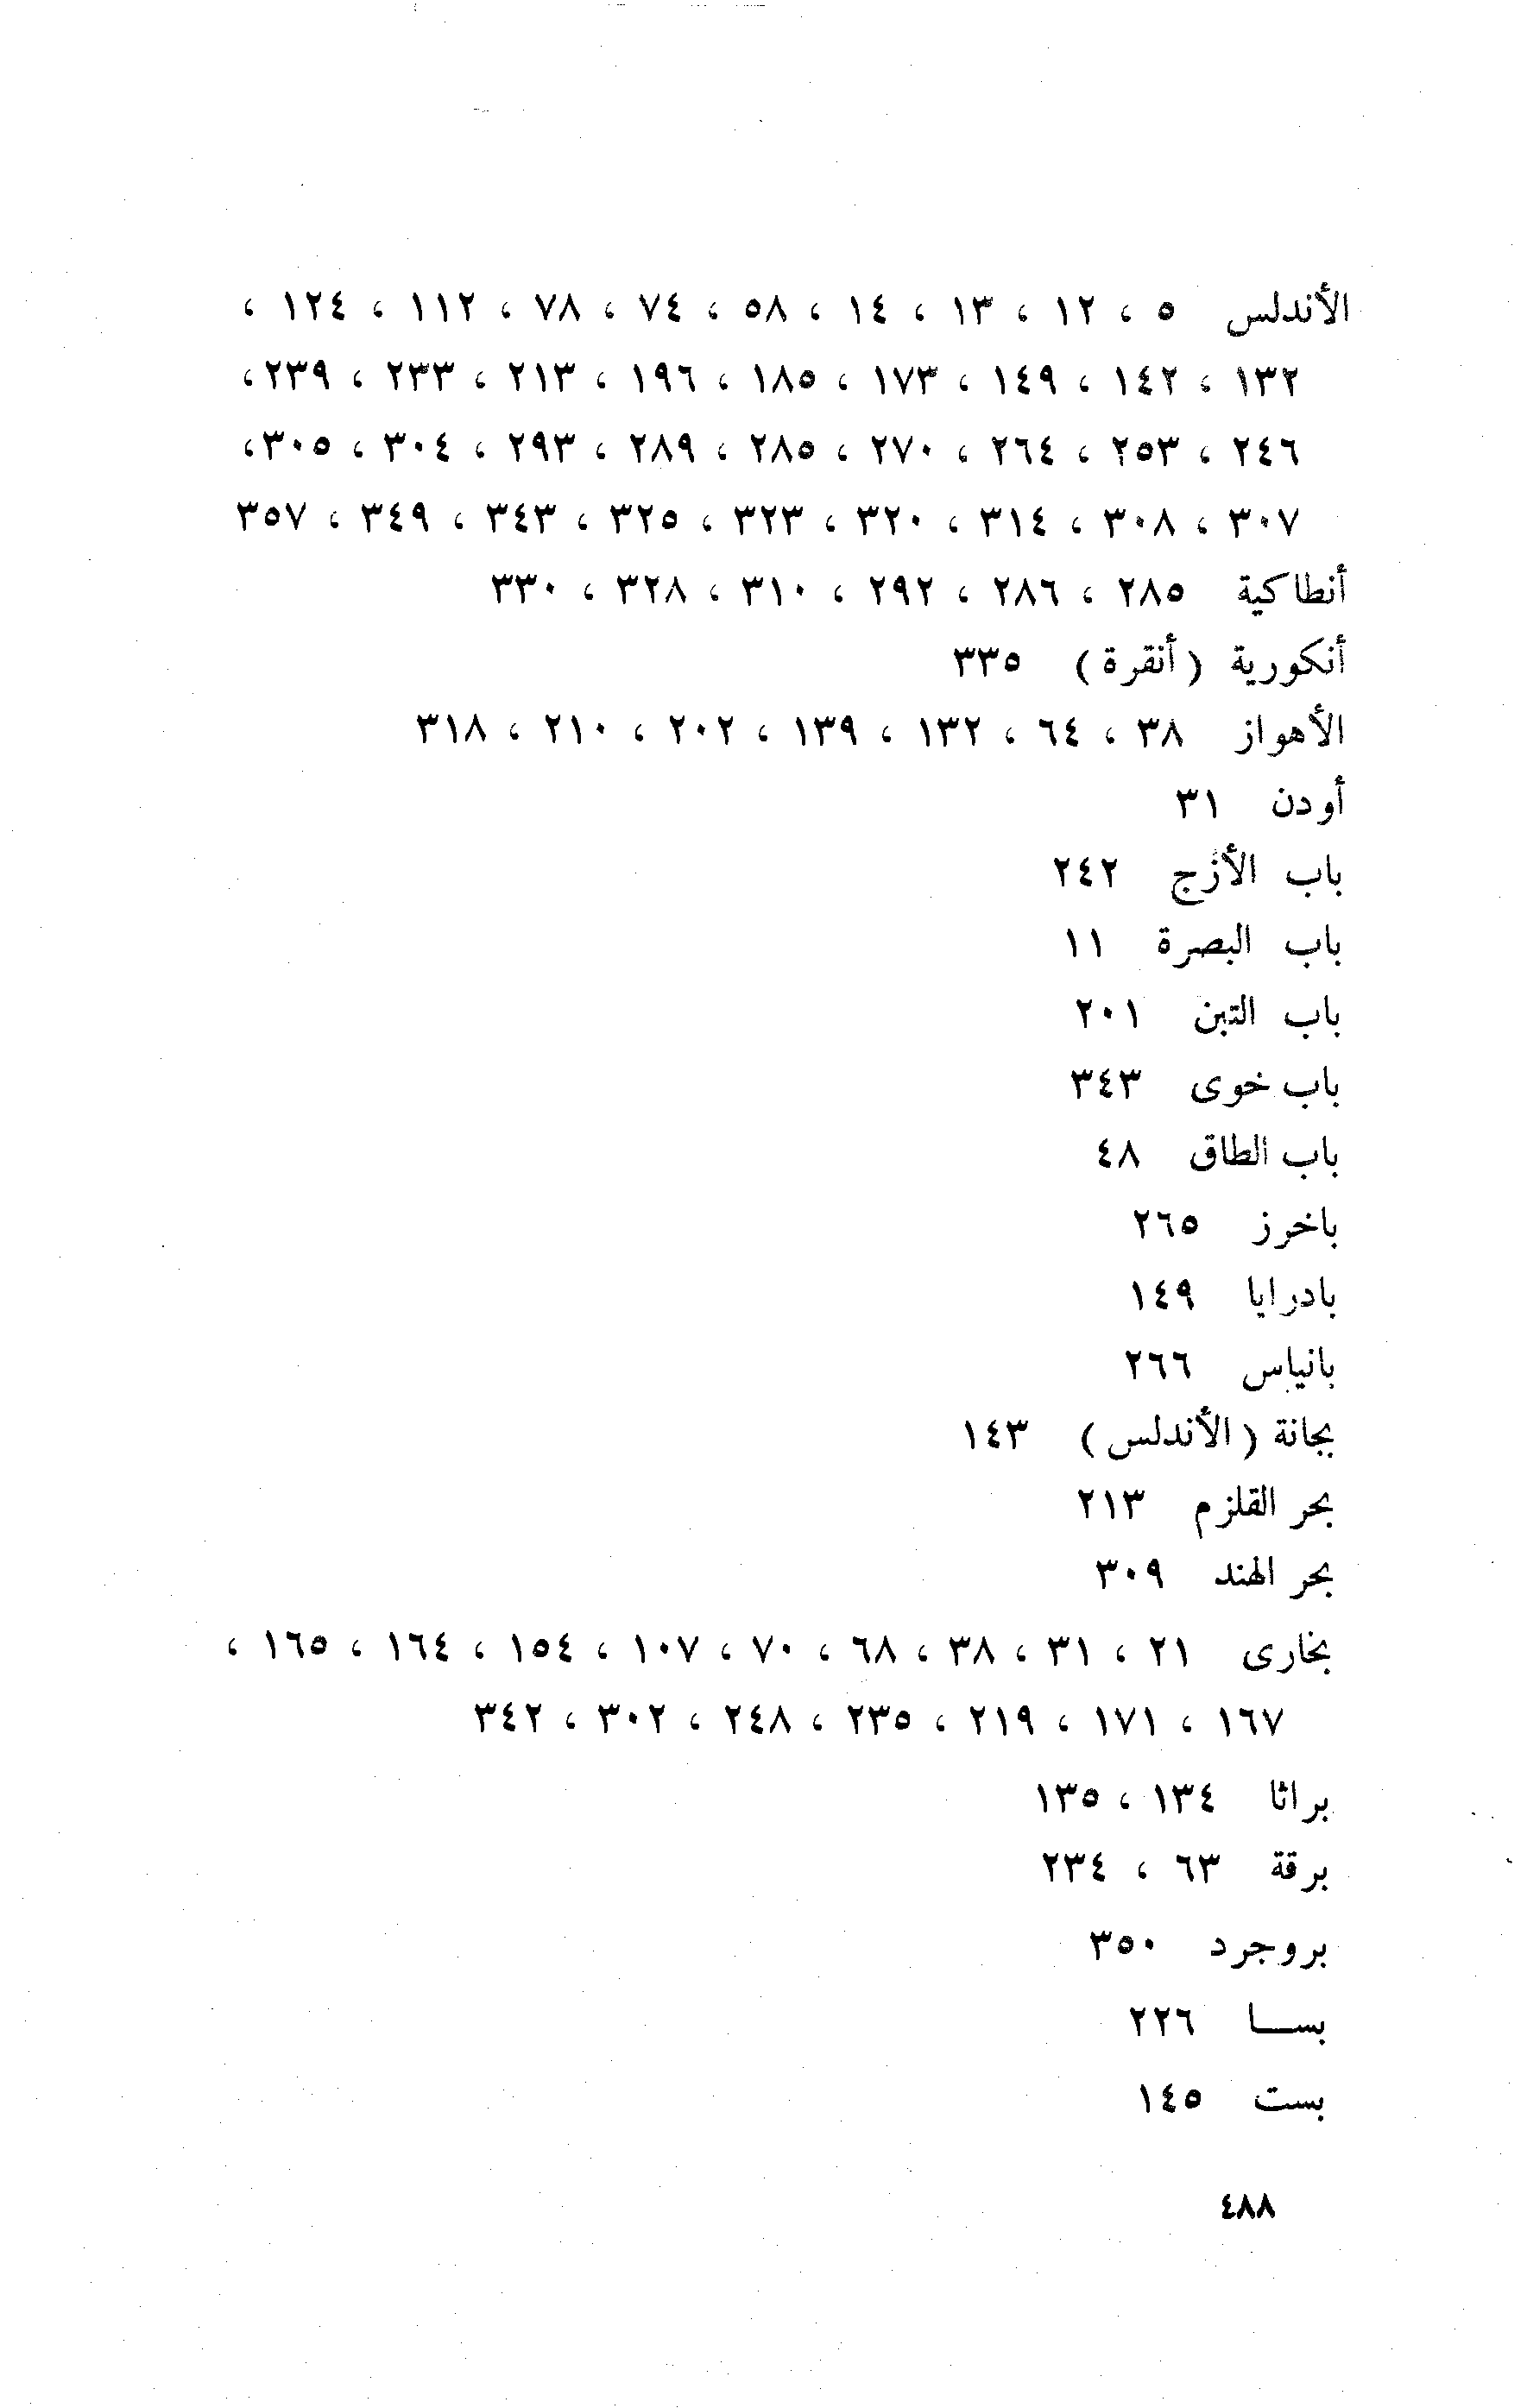 الأندلس ٥ ، ١٢ ، ١٣ ، ١٤ ، ٥٨ ، ٧٤ ، ٧٨ ، ١١٢ ، ١٢٤ ،
١٣٢ ، ١٤٢ ، ١٤٩ ، ١٧٣ ، ١٨٥ ، ١٩٦ ، ٢١٣ ، ٢٣٣ ، ٢٣٩ ،
٢٤٦ ، ٢٥٣ ، ٢٦٤ ، ٢٧٠ ، ٢٨٥ ، ٢٨٩ ، ٢٩٣ ، ٣٠٤ ، ٣٠٥ ،
٣٠٧ ، ٣٠٨ ، ٣١٤ ، ٣٢٠ ، ٣٢٣ ، ٣٢٥ ، ٣٤٣ ، ٣٤٩ ، ٣٥٧
أنطاكية ٢٨٥ ، ٢٨٦ ، ٢٩٢ ، ٣١٠ ، ٣٢٨ ، ٣٣٠
أنكورية (أنقرة) ٣٣٥
الأهواز ٣٨ ، ٦٤ ، ١٣٢ ، ١٣٩ ، ٢٠٢ ، ٢١٠ ، ٣١٨
أودن ٣١
باب الأزج ٢٤٢
باب البصرة ١١
باب التبن ٢٠١
باب خوى ٣٤٣
باب الطاق ٤٨
باخرز ٢٦٥
بادرايا ١٤٩
بانياس ٢٦٦
بجانة (الأندلس) ١٤٣
بحر القلزم ٢١٣
بحر الهند ٣٠٩
بخارى ٢١ ، ٣١ ، ٣٨ ، ٦٨ ، ٧٠ ، ١٠٧ ، ١٥٤ ، ١٦٤ ، ١٦٥ ،
١٦٧ ، ١٧١ ، ٢١٩ ، ٢٣٥ ، ٢٤٨ ، ٣٠٢ ، ٣٤٢
براثا ١٣٤ ، ١٣٥
برقة ٦٣ ، ٢٣٤
بروجرد ٣٥٠
بسـا ٢٢٦
بست ١٤٥
٤٨٨